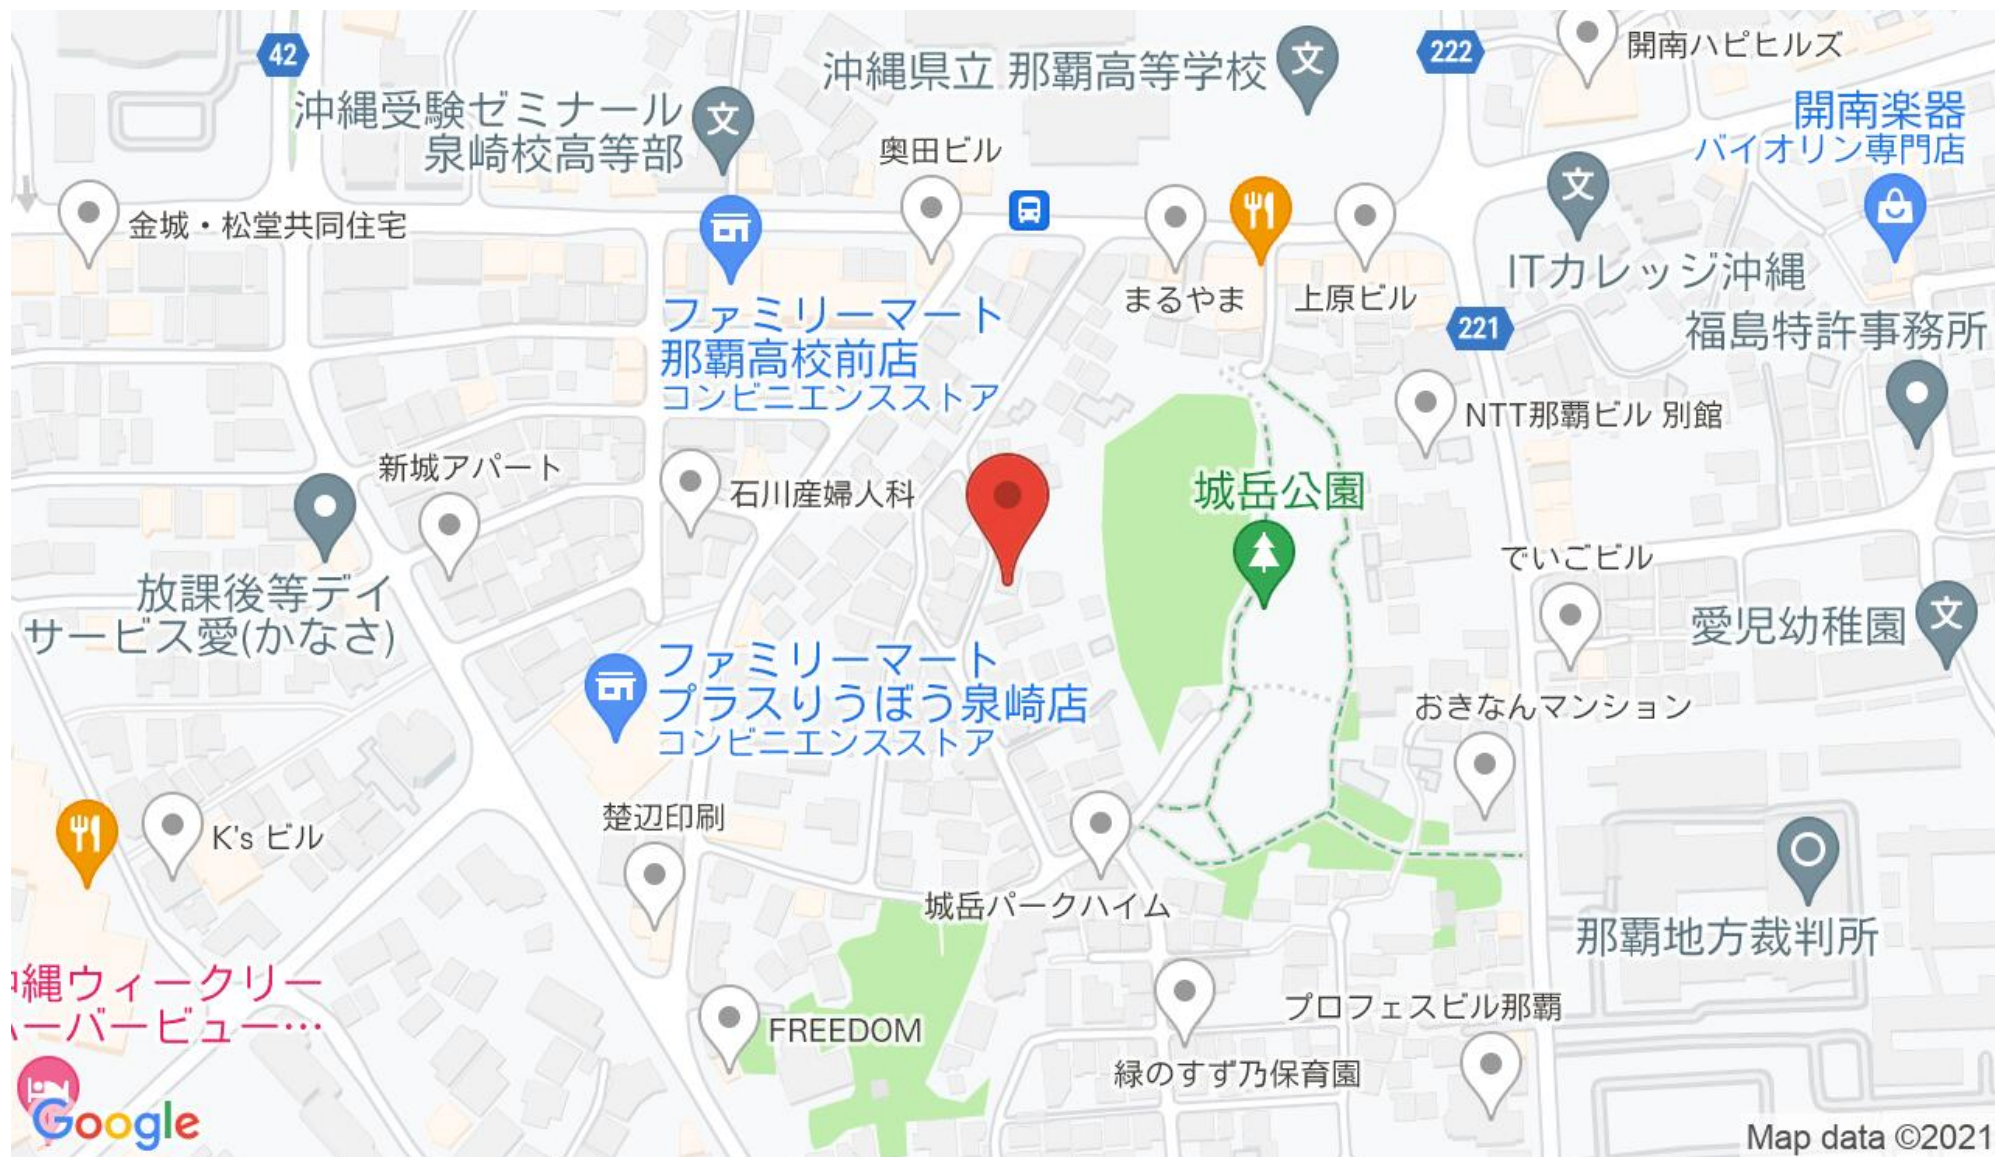 42
沖縄県立 那覇高等学校
文
222
開南ハピヒルズ
沖縄受験ゼミナール
泉崎校高等部
文
開南楽器
バイオリン専門店
奥田ビル
文
金城・松堂共同住宅
ITカレッジ沖縄
まるやま
上原ビル
ファミリーマート
那覇高校前店
コンビニエンスストア
221
福島特許事務所
NTT那覇ビル 別館
新城アパート
石川産婦人科
城岳公園
でいごビル
放課後等デイ
サービス愛(かなさ)
愛児幼稚園
文
ファミリーマート
プラスりうぼう泉崎店
コンビニエンスストア
おきなんマンション
楚辺印刷
K's ビル
城岳パークハイム
那覇地方裁判所
縄ウィークリー
ーバービュー…
プロフェスビル那覇
FREEDOM
緑のすず乃保育園
Google
Map data ©2021